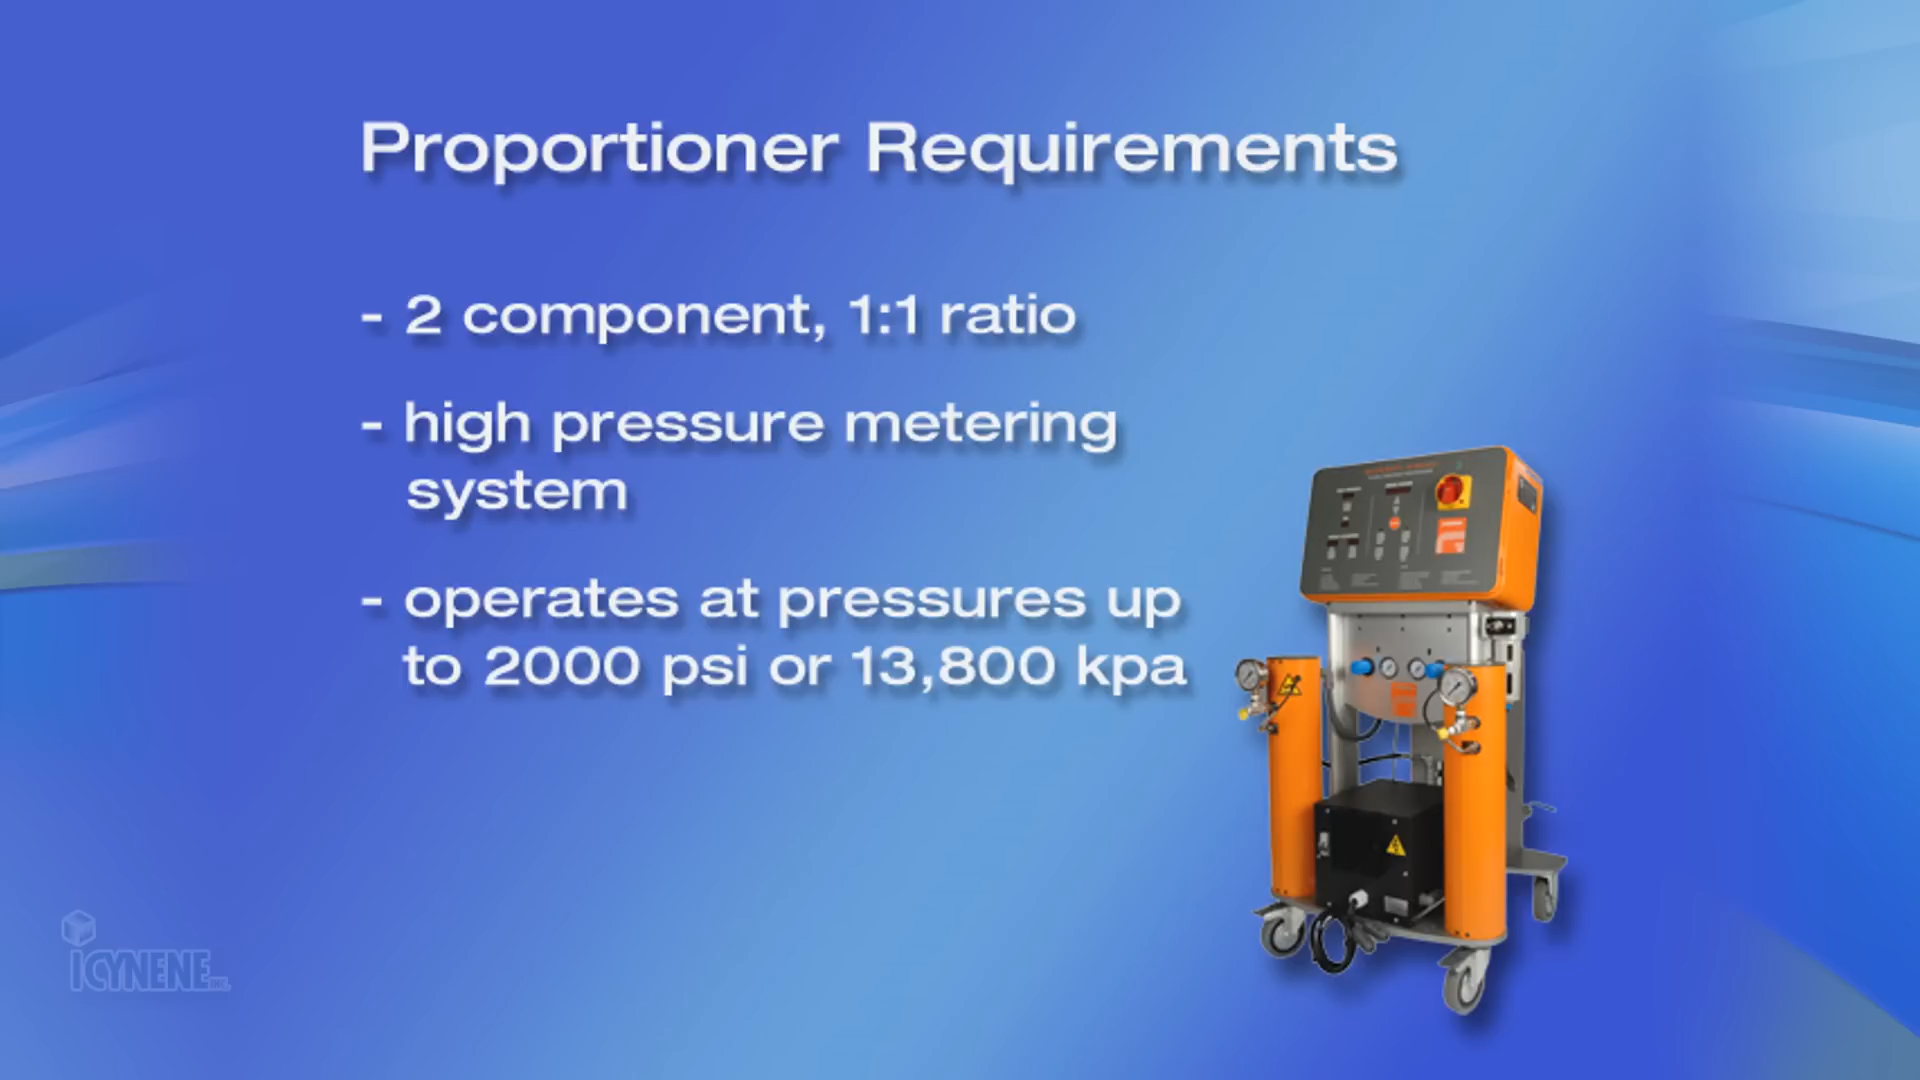 Proportioner Requirements
- 2 component, 1:1 ratio
- high pressure metering
system
- operates at pressures up
to 2000 psi or 13,800 kpa
iCYNENE INC.